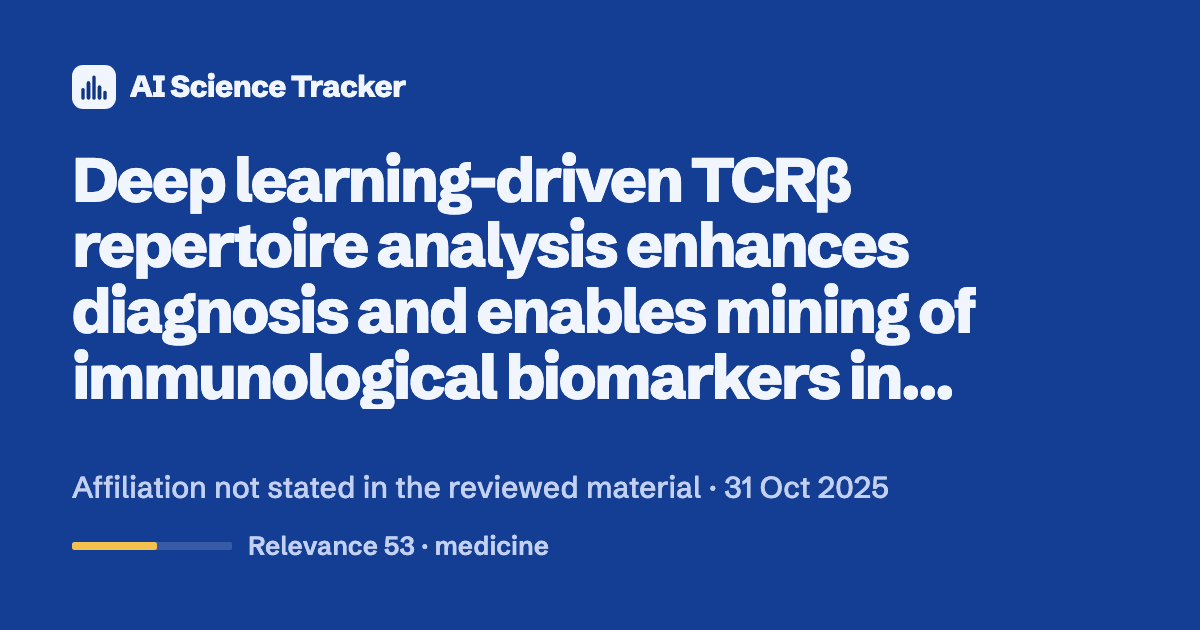 AI Science Tracker
Deep learning-driven TCRβ
repertoire analysis enhances
diagnosis and enables mining of
immunological biomarkers in...
Affiliation not stated in the reviewed material · 31 Oct 2025
Relevance 53 · medicine